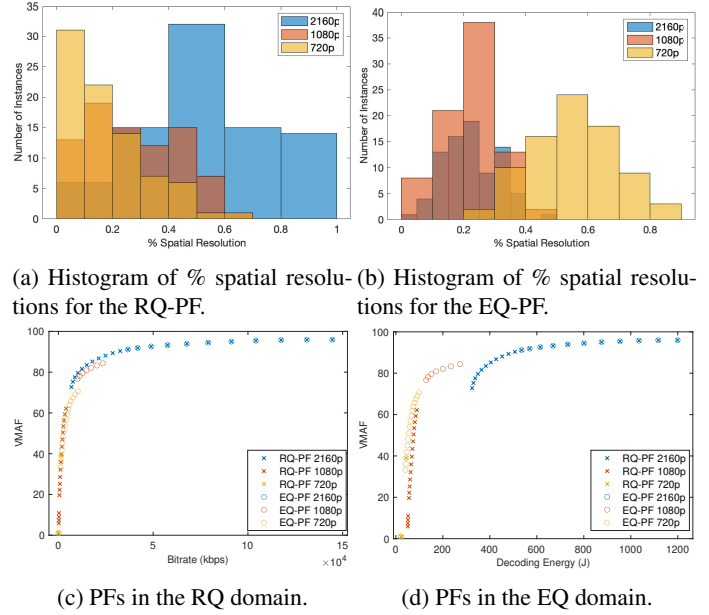 35
30
25
20
15
10
5
0
Number of Instances
0
0.2
0.4
0.6
0.8
1
% Spatial Resolution
2160p
1080p
720p
40
35
30
25
20
15
10
5
0
Number of Instances
0
0.2
0.4
0.6
0.8
% Spatial Resolution
2160p
1080p
720p
(a) Histogram of % spatial resolu-
tions for the RQ-PF.
(b) Histogram of % spatial resolu-
tions for the EQ-PF.
100
80
60
40
20
0
VMAF
0
5
10
15
× 10⁴
Bitrate (kbps)
RQ-PF 2160p
RQ-PF 1080p
RQ-PF 720p
EQ-PF 2160p
EQ-PF 1080p
EQ-PF 720p
100
80
60
40
20
0
VMAF
0
200
400
600
800
1000
1200
Decoding Energy (J)
RQ-PF 2160p
RQ-PF 1080p
RQ-PF 720p
EQ-PF 2160p
EQ-PF 1080p
EQ-PF 720p
(c) PFs in the RQ domain.
(d) PFs in the EQ domain.